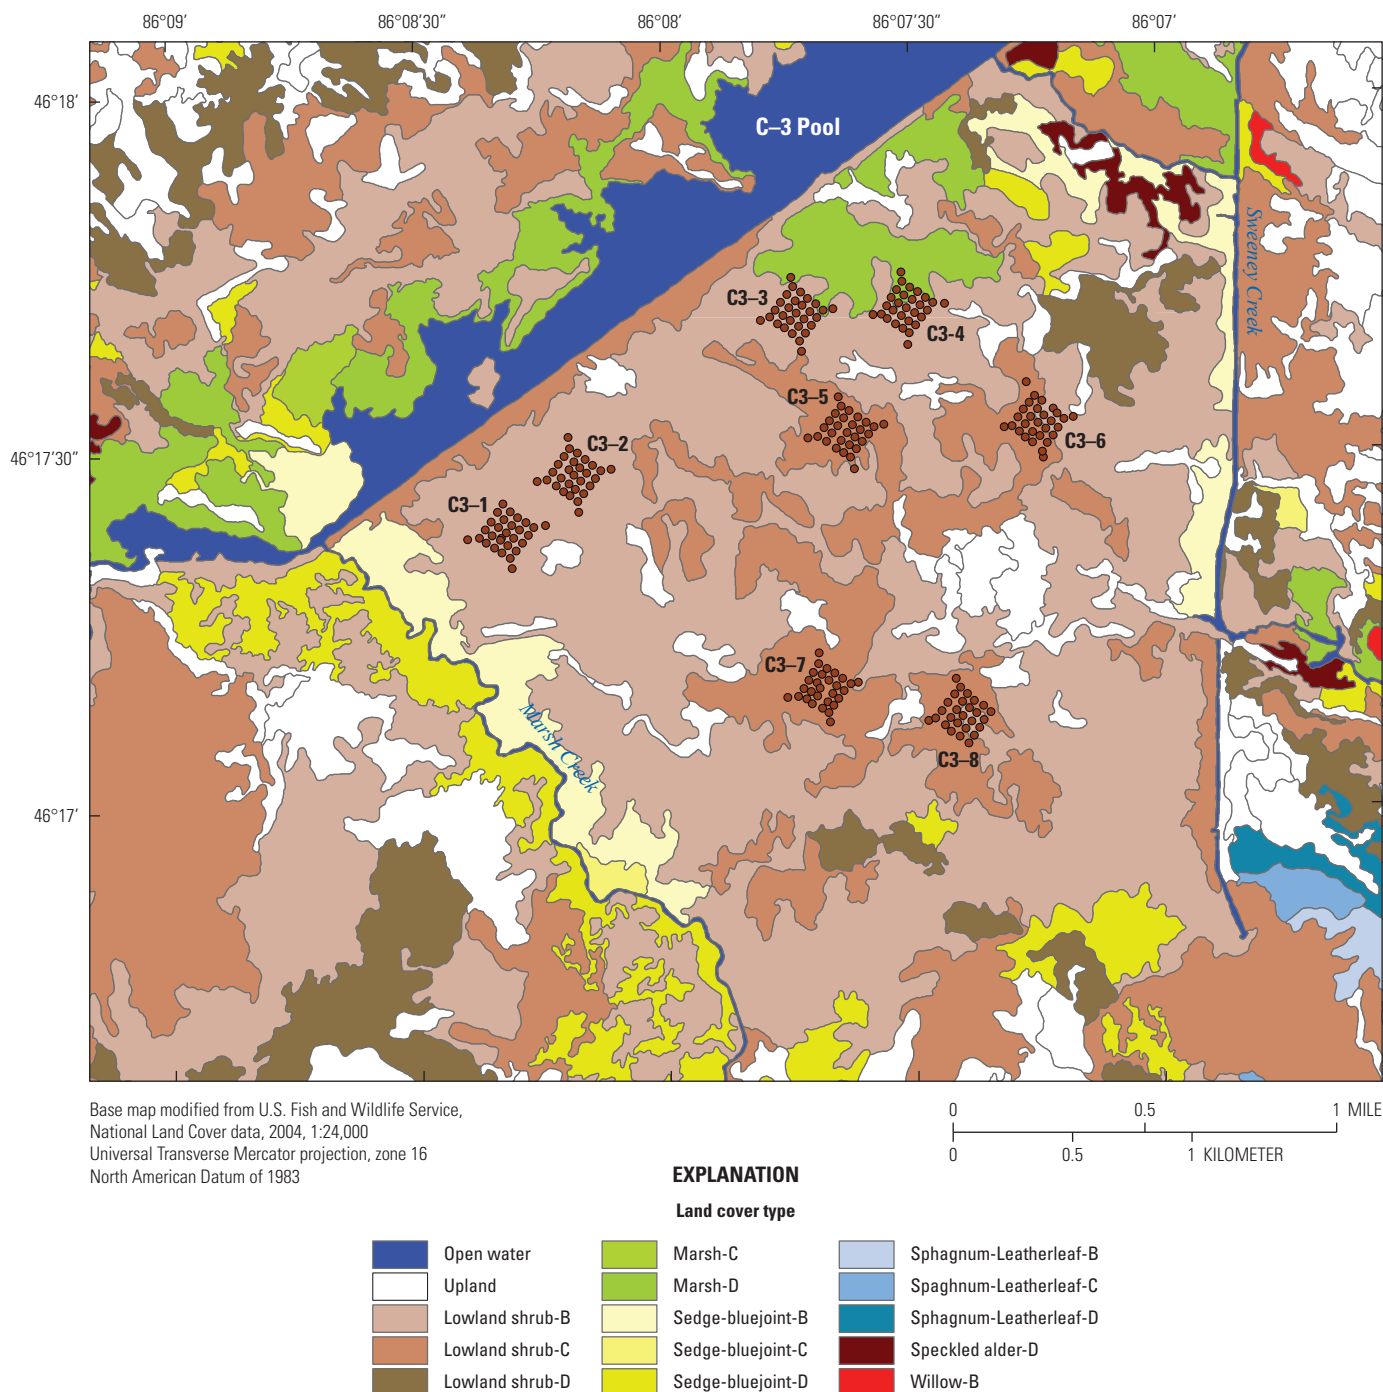 86°09′ 86°08′30″ 86°08′ 86°07′30″ 86°07′
46°18′
C–3 Pool
Sweeney Creek
C3–3
C3-4
C3–5
C3–6
46°17′30″
C3–2
C3–1
C3–7
Marsh Creek
C3–8
46°17′
Base map modified from U.S. Fish and Wildlife Service,
National Land Cover data, 2004, 1:24,000
Universal Transverse Mercator projection, zone 16
North American Datum of 1983
0 0.5 1 MILE
0 0.5 1 KILOMETER
EXPLANATION
Land cover type
Open water
Upland
Lowland shrub-B
Lowland shrub-C
Lowland shrub-D
Marsh-C
Marsh-D
Sedge-bluejoint-B
Sedge-bluejoint-C
Sedge-bluejoint-D
Sphagnum-Leatherleaf-B
Spaghnum-Leatherleaf-C
Sphagnum-Leatherleaf-D
Speckled alder-D
Willow-B